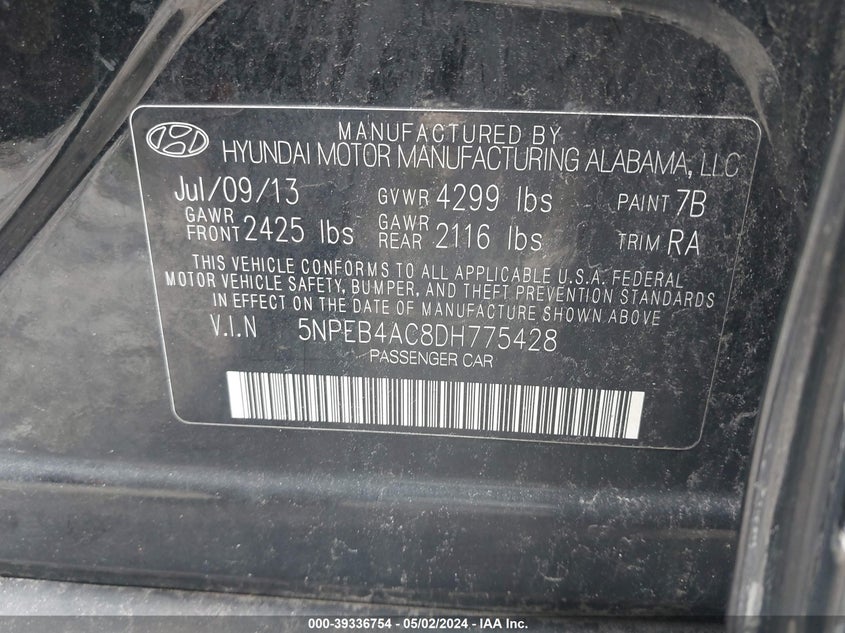 MANUFACTURED BY
HYUNDAI MOTOR MANUFACTURING ALABAMA, LLC
Jul/09/13 GVWR 4299 lbs PAINT 7B
GAWR FRONT 2425 lbs GAWR REAR 2116 lbs TRIM RA
THIS VEHICLE CONFORMS TO ALL APPLICABLE U.S.A. FEDERAL
MOTOR VEHICLE SAFETY, BUMPER, AND THEFT PREVENTION STANDARDS
IN EFFECT ON THE DATE OF MANUFACTURE SHOWN ABOVE
V.I.N 5NPEB4AC8DH775428
PASSENGER CAR
000-39336754 - 05/02/2024 - IAAI Inc.